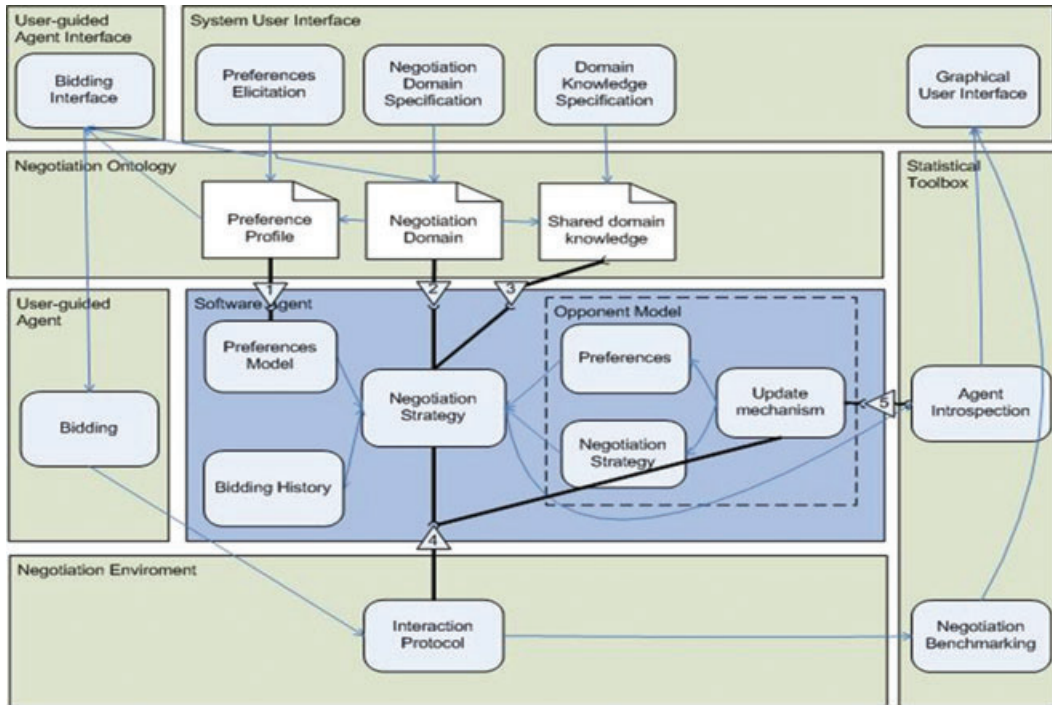 User-guided
Agent Interface
Bidding
Interface
System User Interface
Preferences
Elicitation
Negotiation
Domain
Specification
Domain
Knowledge
Specification
Graphical
User Interface
Negotiation Ontology
Preference
Profile
Negotiation
Domain
Shared domain
knowledge
Statistical
Toolbox
1
2
3
User-guided
Agent
Bidding
Software Agent
Preferences
Model
Bidding History
Negotiation
Strategy
Opponent Model
Preferences
Negotiation
Strategy
Update
mechanism
5
Agent
Introspection
4
Negotiation Enviroment
Interaction
Protocol
Negotiation
Benchmarking